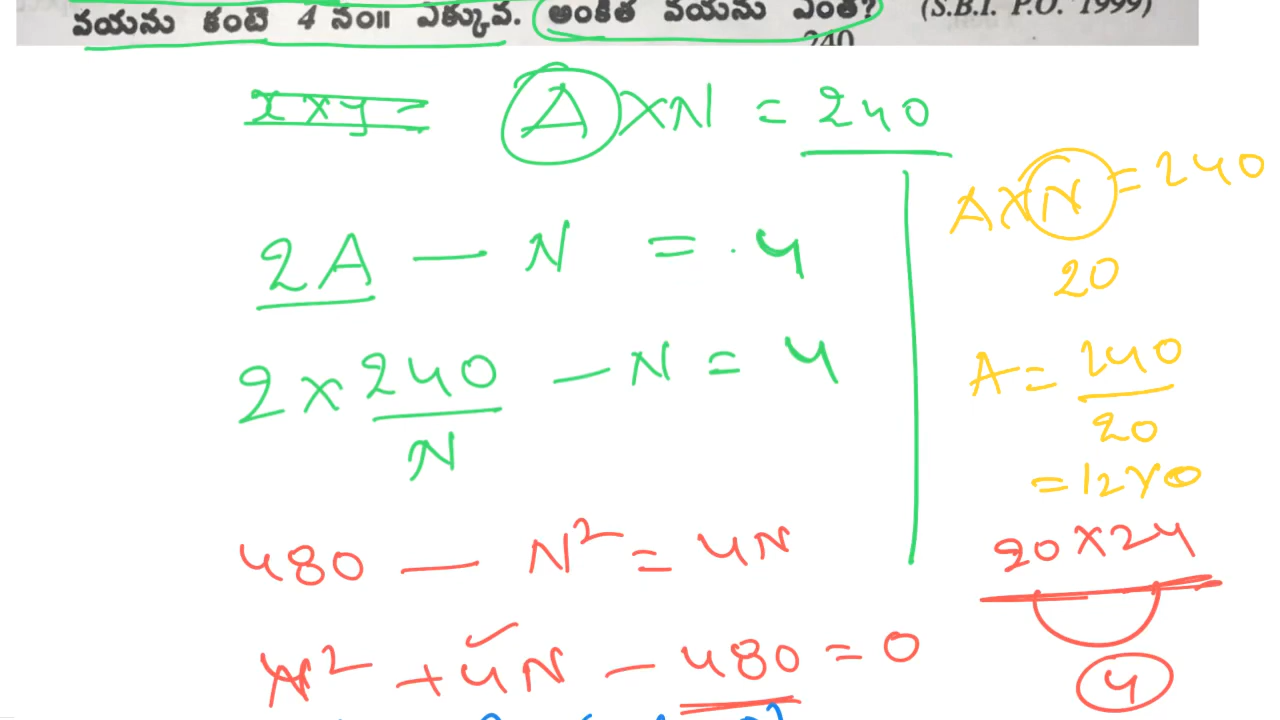 వయసు కంటె 4 సం॥ ఎక్కువ. అంకిత వయసు ఎంత? (S.B.I. P.O. 1999)
240
x x y =
A x N = 240
2A - N = 4
2 x 240/N - N = 4
480 - N² = 4N
N² + 4N - 480 = 0
A x N = 240
20
A = 240/20
= 12 Y0
20 x 24
4